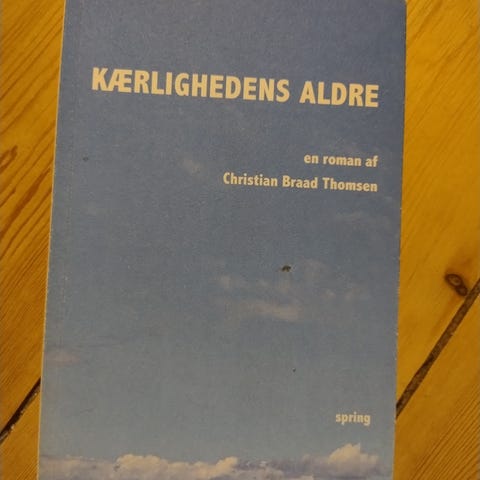 KÆRLIGHEDENS ALDRE
en roman af
Christian Braad Thomsen
spring